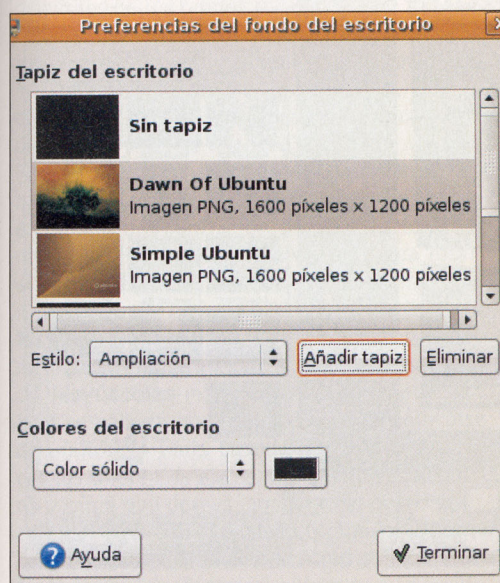 Preferencias del fondo del escritorio
Tapiz del escritorio
Sin tapiz
Dawn Of Ubuntu
Imagen PNG, 1600 píxeles x 1200 píxeles
Simple Ubuntu
Imagen PNG, 1600 píxeles x 1200 píxeles
Estilo: Ampliación Añadir tapiz Eliminar
Colores del escritorio
Color sólido
Ayuda Terminar